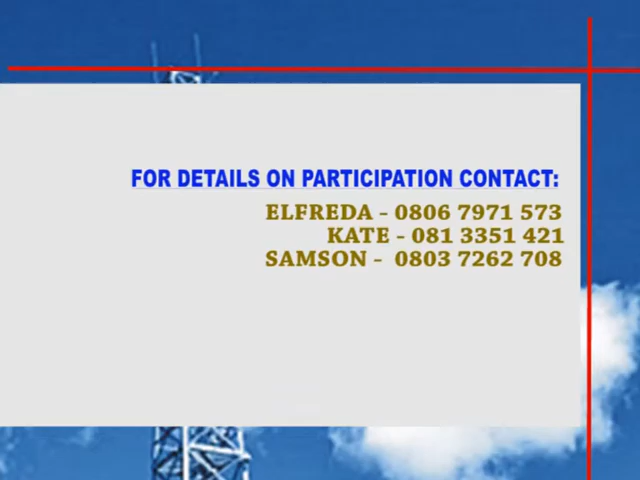 FOR DETAILS ON PARTICIPATION CONTACT:
ELFREDA - 0806 7971 573
KATE - 081 3351 421
SAMSON - 0803 7262 708